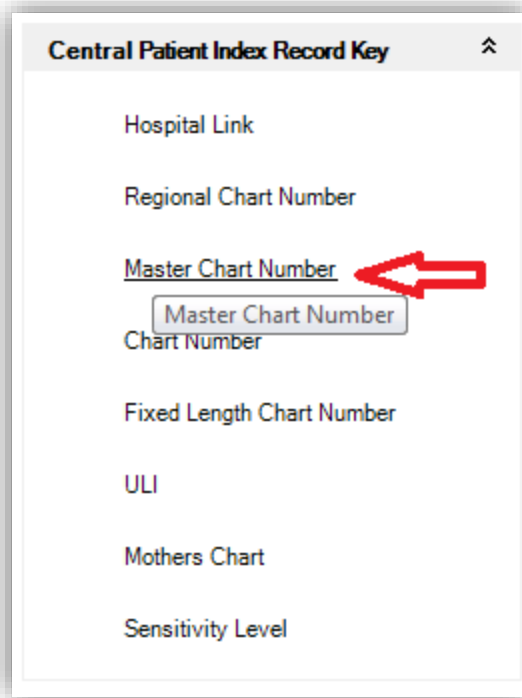 Central Patient Index Record Key
Hospital Link
Regional Chart Number
Master Chart Number
Master Chart Number
Chart Number
Fixed Length Chart Number
ULI
Mothers Chart
Sensitivity Level